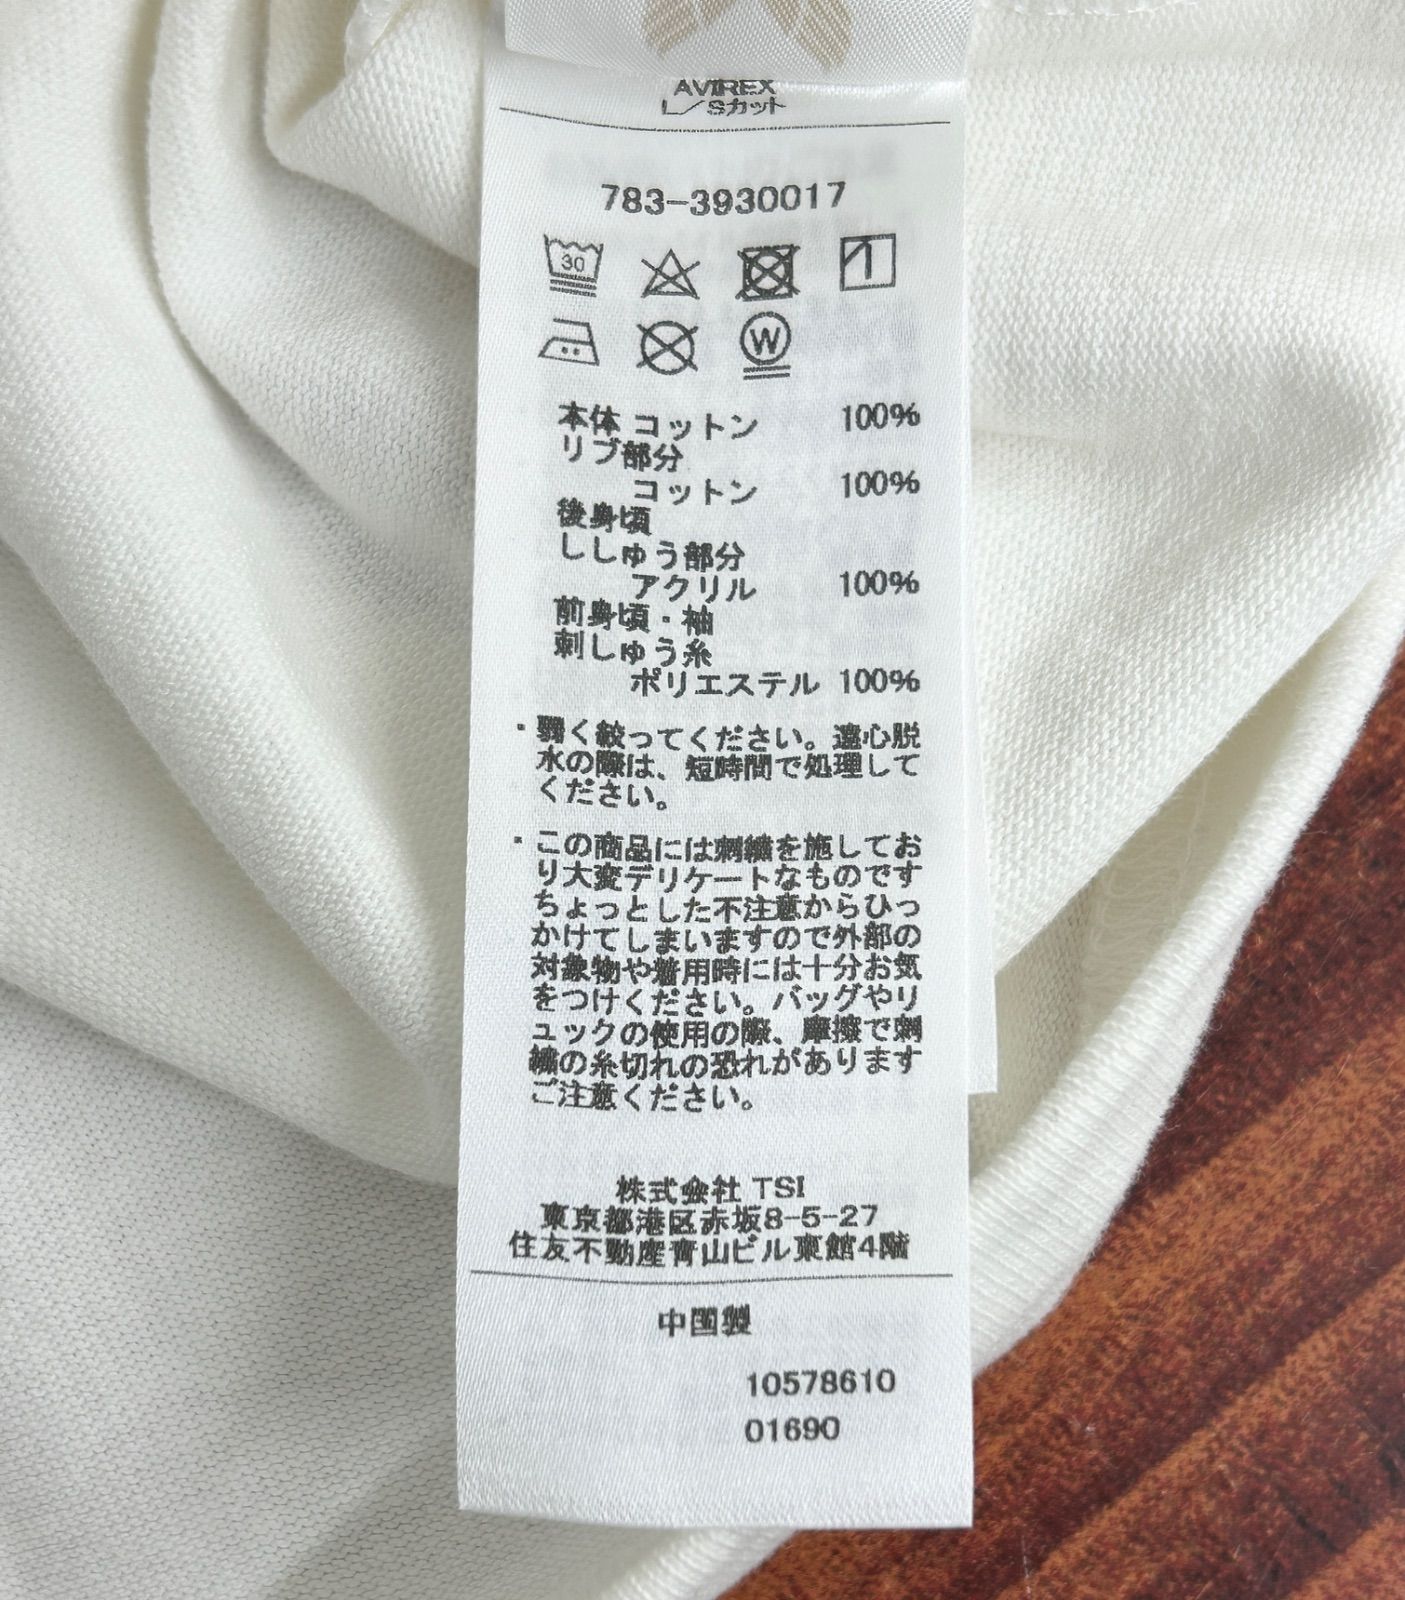 AVIREX
L/Sカット
783-3930017
30
W
本体 コットン 100%
リブ部分
コットン 100%
後身頃
ししゅう部分
アクリル 100%
前身頃・袖
刺しゅう糸
ポリエステル 100%
・弱く絞ってください。遠心脱
水の際は、短時間で処理して
ください。
・この商品には刺繍を施してお
り大変デリケートなものです
ちょっとした不注意からひっ
かけてしまいますので外部の
対象物や着用時には十分お気
をつけください。バッグやリ
ュックの使用の際、摩擦で刺
繍の糸切れの恐れがあります
ご注意ください。
株式会社 TSI
東京都港区赤坂8-5-27
住友不動産青山ビル東館4階
中国製
10578610
01690